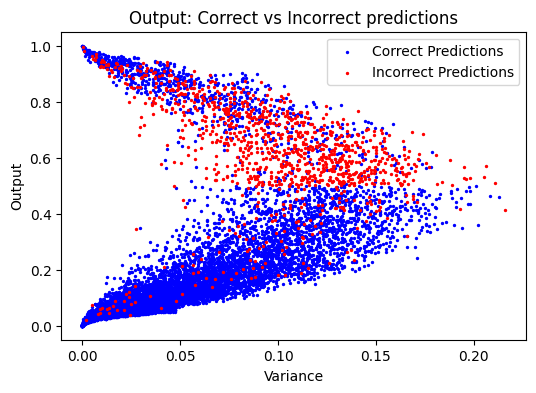 Output: Correct vs Incorrect predictions
Correct Predictions
Incorrect Predictions
1.0
0.8
0.6
0.4
0.2
0.0
Output
0.00 0.05 0.10 0.15 0.20
Variance